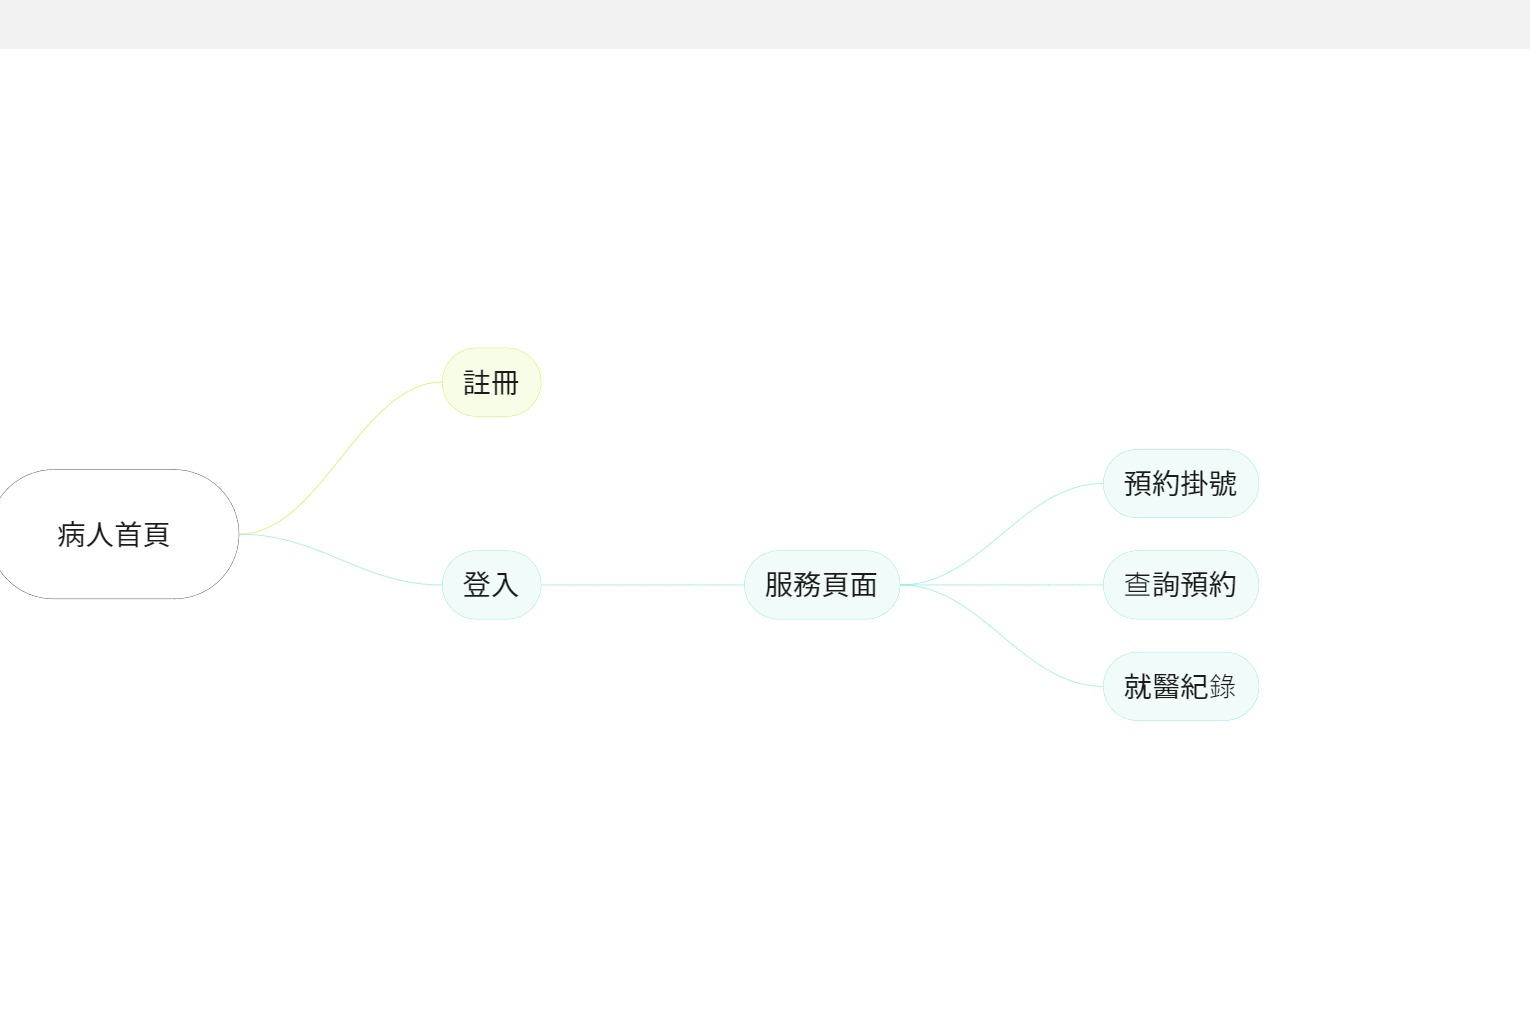 註冊
病人首頁
登入
服務頁面
預約掛號
查詢預約
就醫紀錄